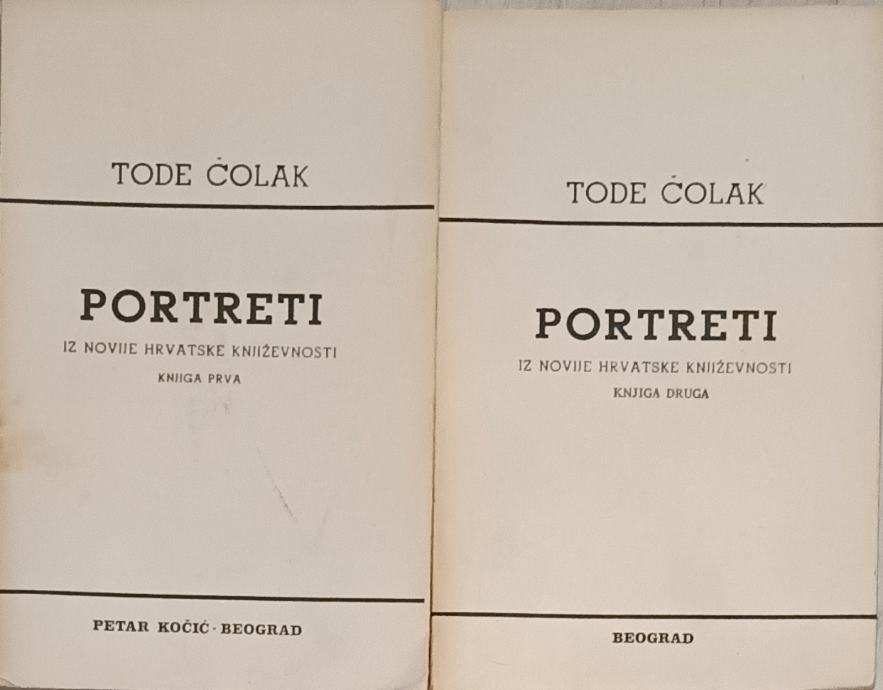 TODE ČOLAK
PORTRETI
IZ NOVIJE HRVATSKE KNJIŽEVNOSTI
KNJIGA PRVA
PETAR KOČIĆ · BEOGRAD
TODE ČOLAK
PORTRETI
IZ NOVIJE HRVATSKE KNJIŽEVNOSTI
KNJIGA DRUGA
BEOGRAD